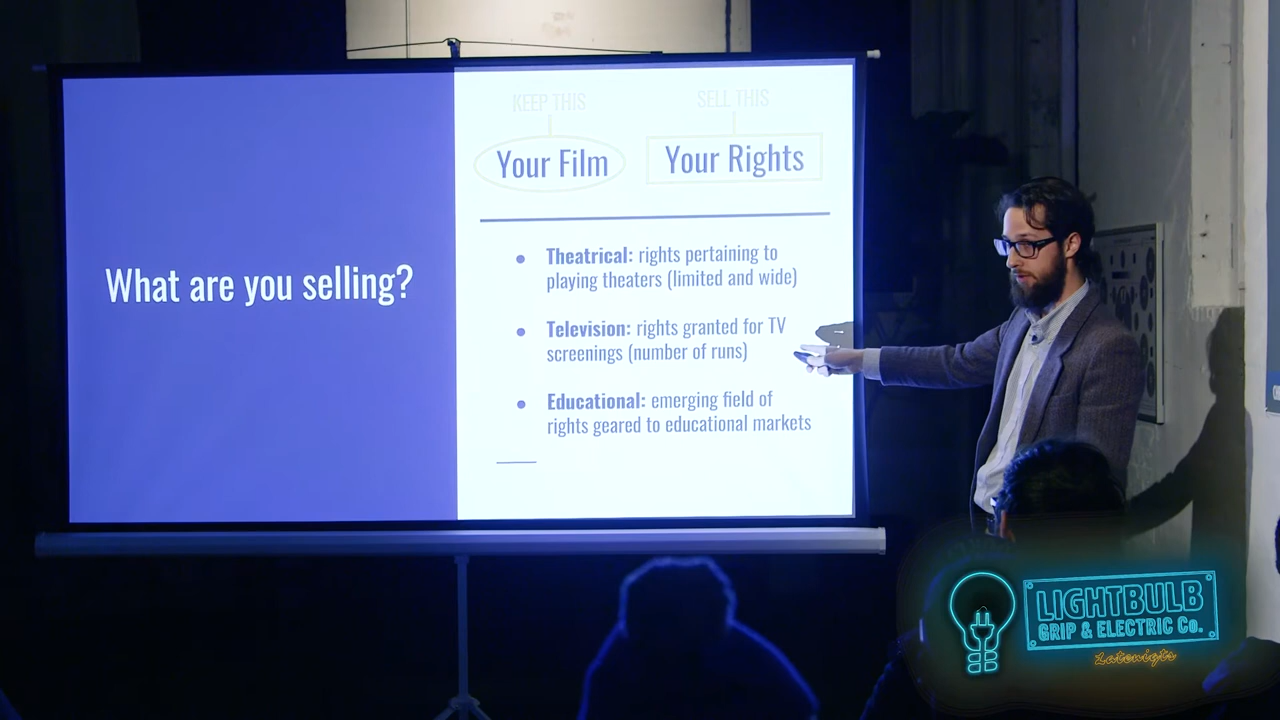 What are you selling?
KEEP THIS
SELL THIS
Your Film
Your Rights
Theatrical: rights pertaining to
playing theaters (limited and wide)
Television: rights granted for TV
screenings (number of runs)
Educational: emerging field of
rights geared to educational markets
LIGHTBULB
GRIP & ELECTRIC Co.
Latenigts